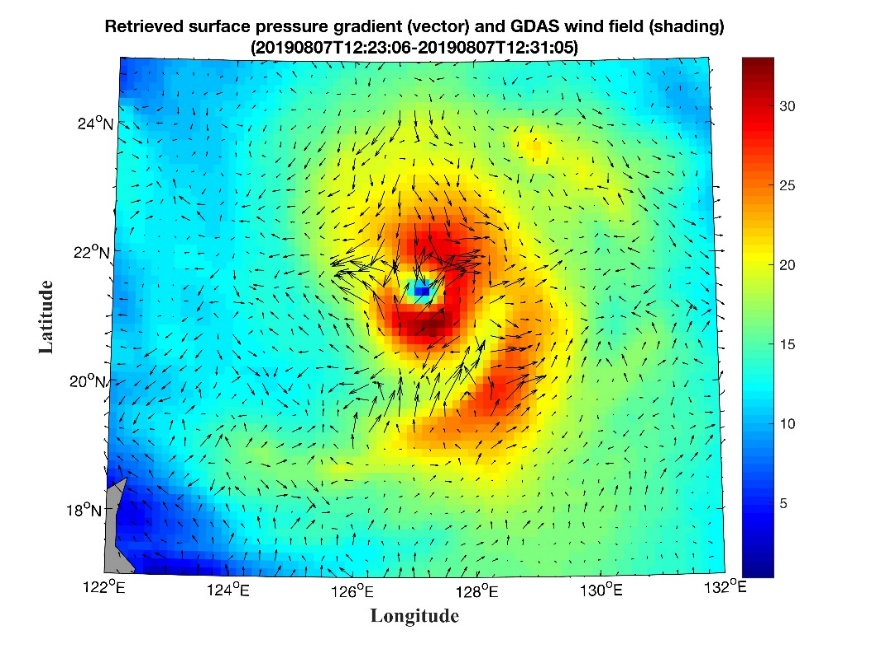 Retrieved surface pressure gradient (vector) and GDAS wind field (shading)
(20190807T12:23:06-20190807T12:31:05)
24°N
22°N
20°N
18°N
Latitude
122°E 124°E 126°E 128°E 130°E 132°E
Longitude
30
25
20
15
10
5